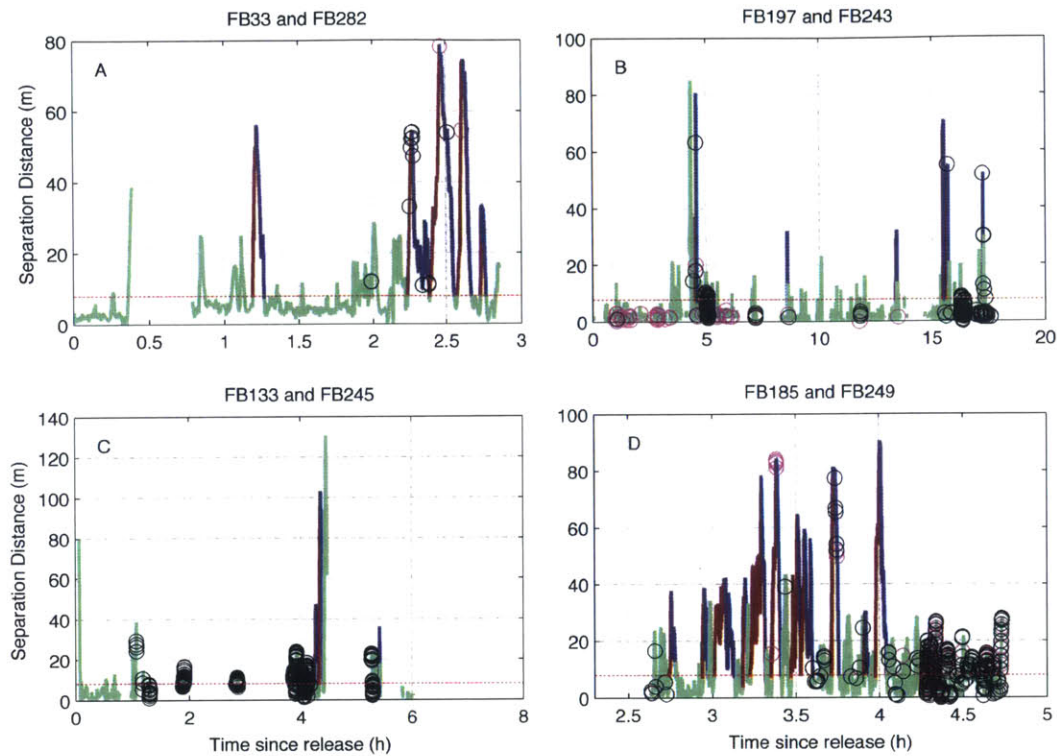 FB33 and FB282
A
Separation Distance (m)
80
60
40
20
0
0 0.5 1 1.5 2 2.5 3
FB197 and FB243
B
100
80
60
40
20
0
0 5 10 15 20
FB133 and FB245
C
Separation Distance (m)
140
120
100
80
60
40
20
0
0 2 4 6 8
Time since release (h)
FB185 and FB249
D
100
80
60
40
20
0
2.5 3 3.5 4 4.5 5
Time since release (h)